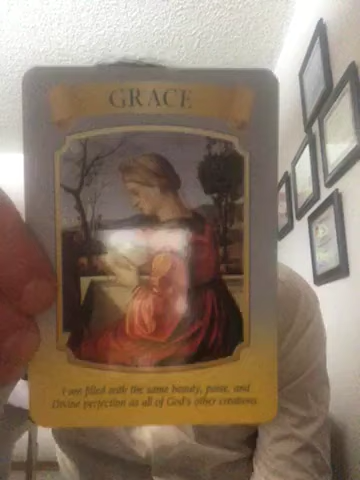 GRACE
I am filled with the same beauty, poise, and
Divine perfection as all of God's other creations.